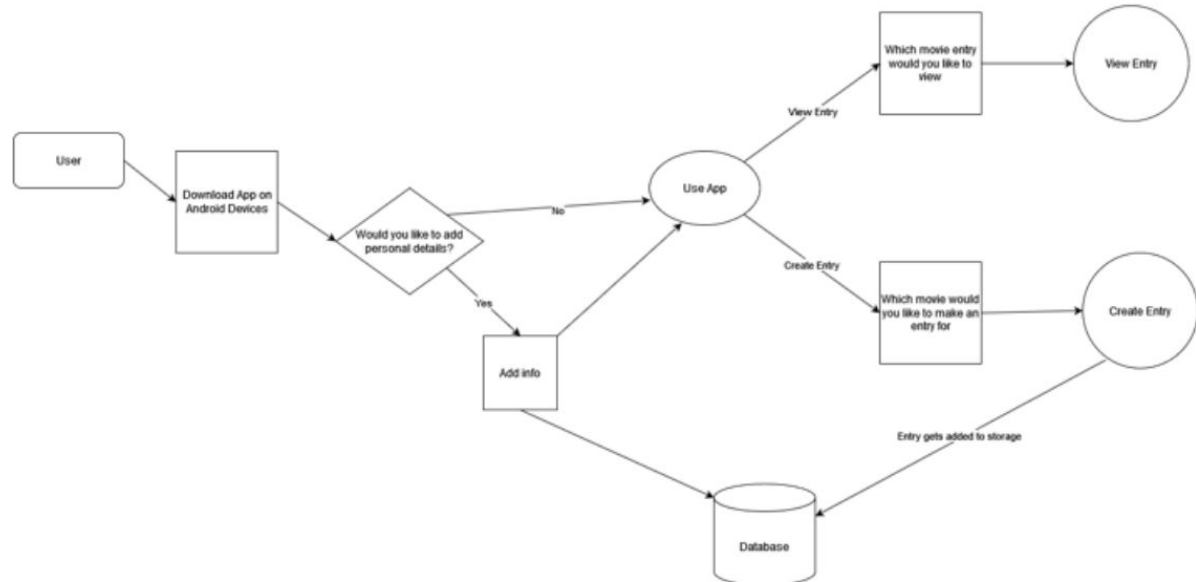 User
Download App on
Android Devices
Would you like to add
personal details?
No
Yes
Add info
Use App
View Entry
Which movie entry
would you like to
view
View Entry
Create Entry
Which movie would
you like to make an
entry for
Create Entry
Entry gets added to storage
Database